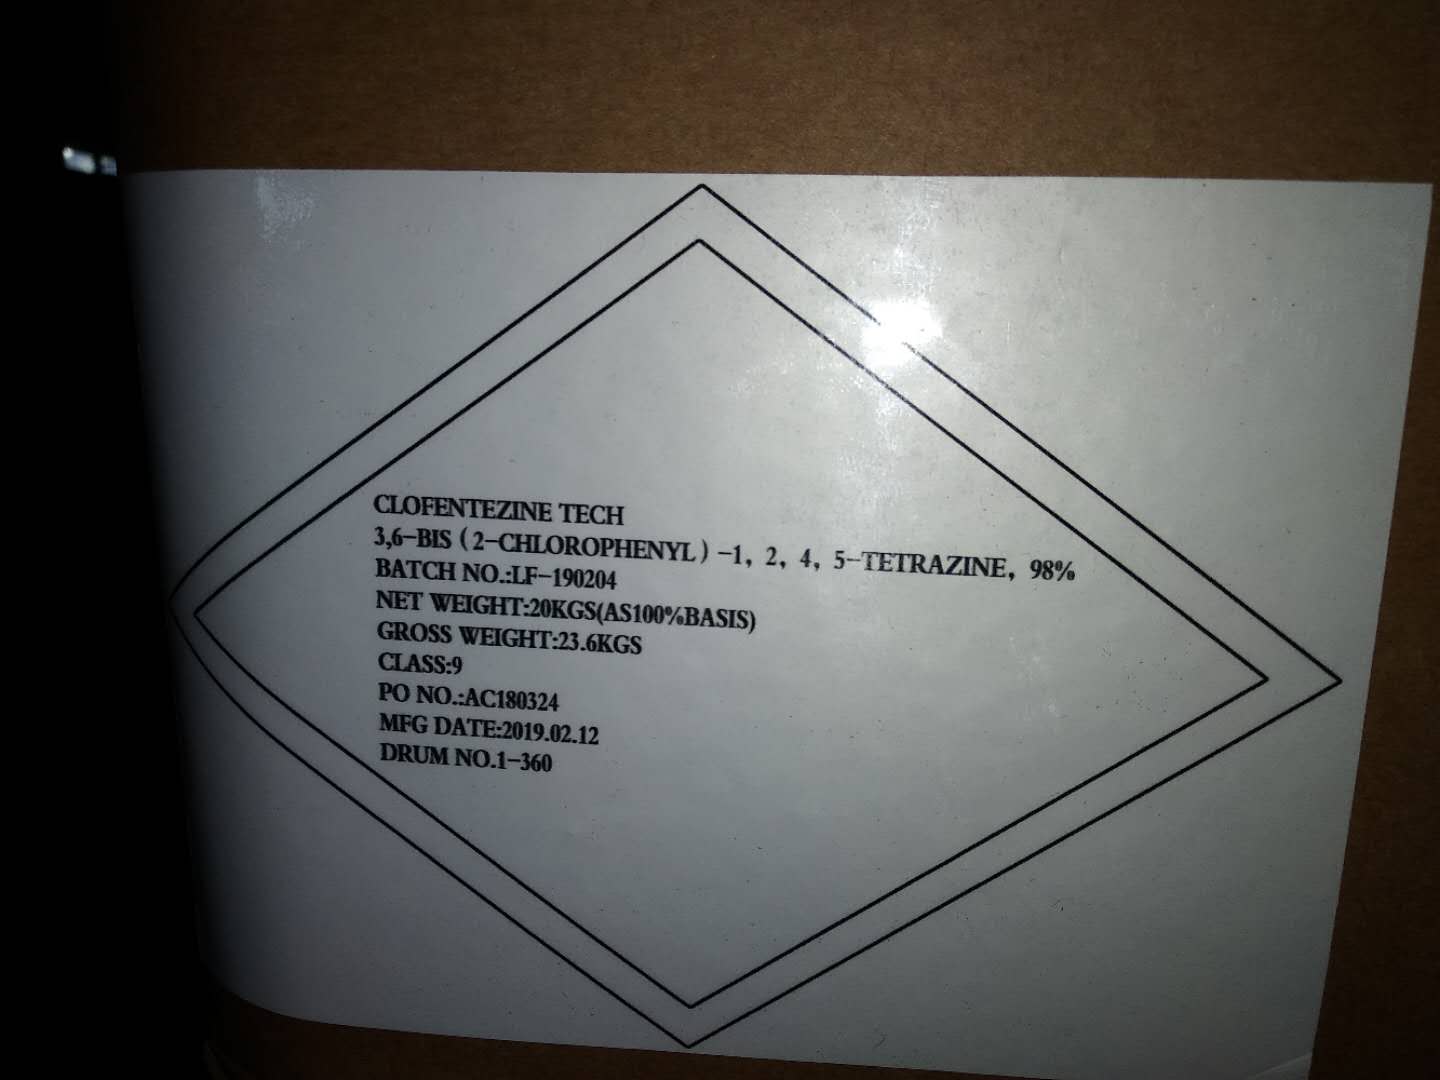 CLOFENTEZINE TECH
3,6-BIS（2-CHLOROPHENYL）-1, 2, 4, 5-TETRAZINE, 98%
BATCH NO.:LF-190204
NET WEIGHT:20KGS(AS100%BASIS)
GROSS WEIGHT:23.6KGS
CLASS:9
PO NO.:AC180324
MFG DATE:2019.02.12
DRUM NO.1-360